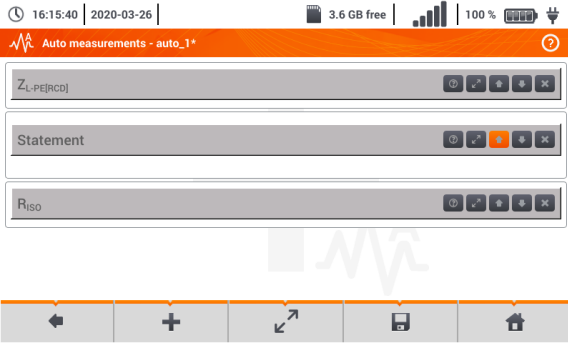 16:15:40 2020-03-26 3.6 GB free 100 %
Auto measurements - auto_1*
ZL-PE[RCD]
Statement
RISO